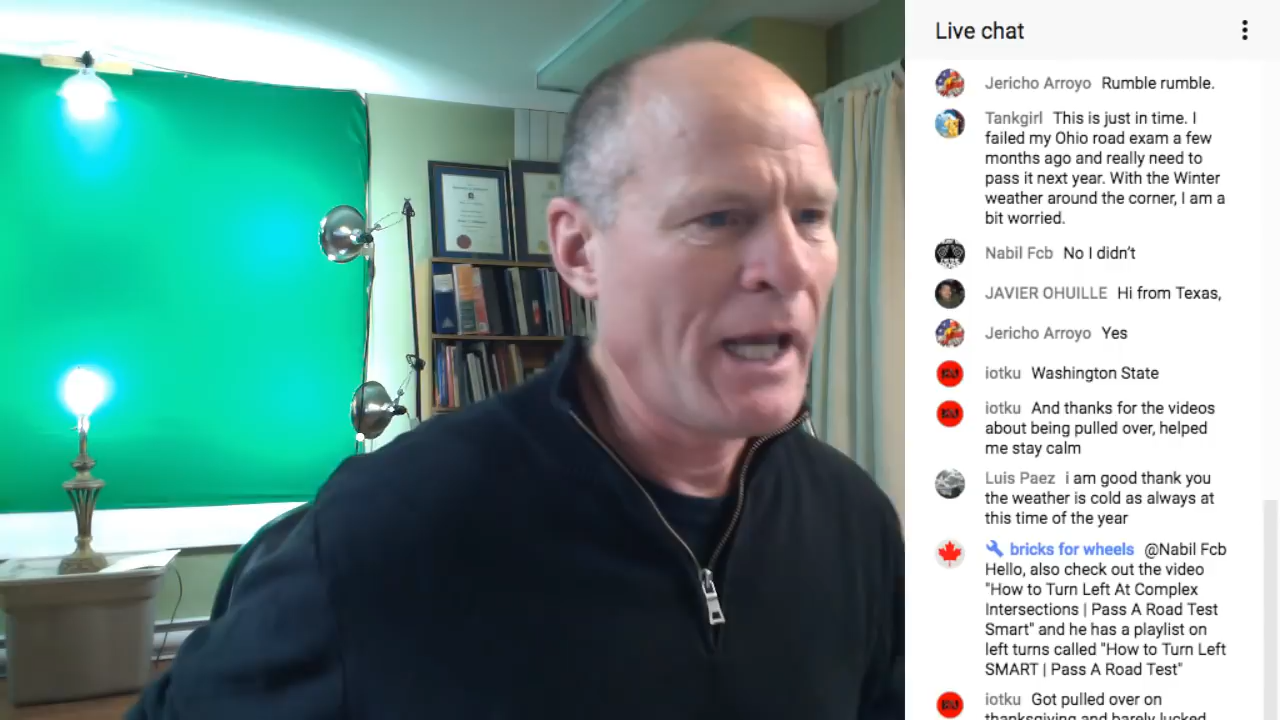 Live chat
Jericho Arroyo Rumble rumble.
Tankgirl This is just in time. I
failed my Ohio road exam a few
months ago and really need to
pass it next year. With the Winter
weather around the corner, I am a
bit worried.
Nabil Fcb No I didn't
JAVIER OHUILLE Hi from Texas,
Jericho Arroyo Yes
iotku Washington State
iotku And thanks for the videos
about being pulled over, helped
me stay calm
Luis Paez i am good thank you
the weather is cold as always at
this time of the year
bricks for wheels @Nabil Fcb
Hello, also check out the video
"How to Turn Left At Complex
Intersections | Pass A Road Test
Smart" and he has a playlist on
left turns called "How to Turn Left
SMART | Pass A Road Test"
iotku Got pulled over on
thanksgiving and barely lucked